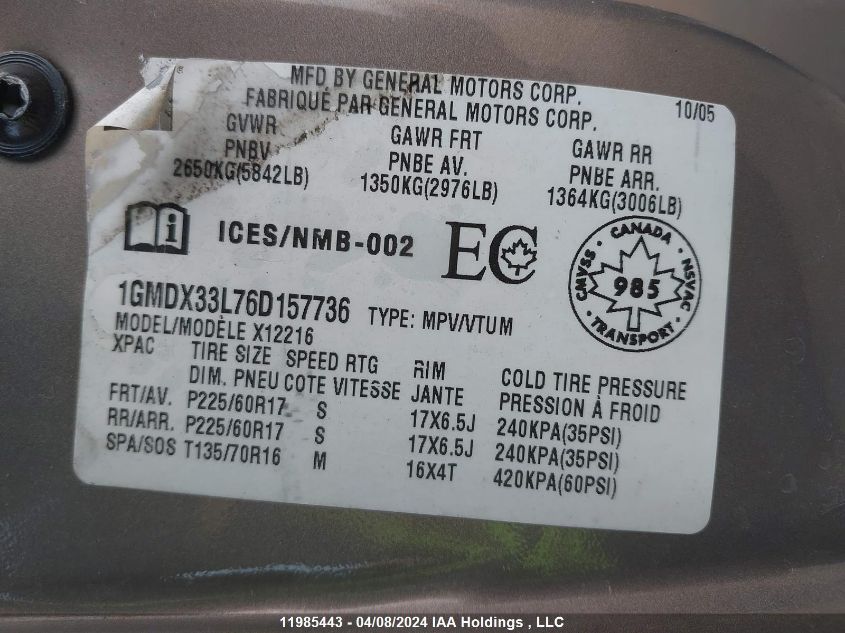 MFD BY GENERAL MOTORS CORP.
FABRIQUÉ PAR GENERAL MOTORS CORP.
10/05
GVWR
PNBV
2650KG(5842LB)
GAWR FRT
PNBE AV.
1350KG(2976LB)
GAWR RR
PNBE ARR.
1364KG(3006LB)
i ICES/NMB-002 EC
CANADA
CMVSS 985 NSVAC
TRANSPORT
1GMDX33L76D157736 TYPE: MPV/VTUM
MODEL/MODÈLE X12216
XPAC TIRE SIZE SPEED RTG RIM COLD TIRE PRESSURE
DIM. PNEU COTE VITESSE JANTE PRESSION À FROID
FRT/AV. P225/60R17 S 17X6.5J 240KPA(35PSI)
RR/ARR. P225/60R17 S 17X6.5J 240KPA(35PSI)
SPA/SOS T135/70R16 M 16X4T 420KPA(60PSI)
11985443 - 04/08/2024 IAA Holdings , LLC